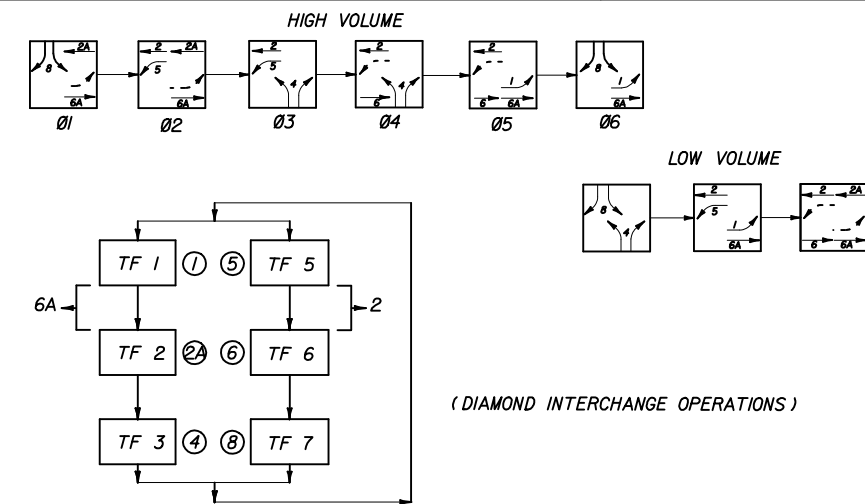 HIGH VOLUME
8 2A 6A
2 2A 5 6A
2 5 4
2 4 6
2 1 6 6A
8 1 6A
Ø1 Ø2 Ø3 Ø4 Ø5 Ø6
LOW VOLUME
8 4
2 5 1 6A
2 2A 6 6A
TF 1 1 5 TF 5
6A 2
TF 2 2A 6 TF 6
(DIAMOND INTERCHANGE OPERATIONS)
TF 3 4 8 TF 7